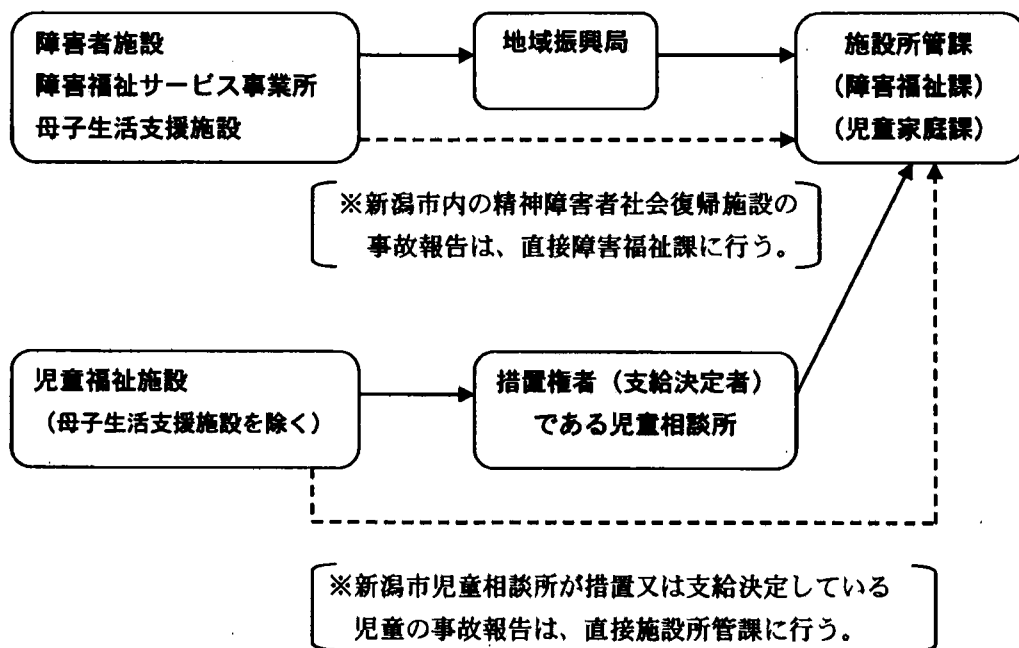 障害者施設
障害福祉サービス事業所
母子生活支援施設
地域振興局
施設所管課
（障害福祉課）
（児童家庭課）
※新潟市内の精神障害者社会復帰施設の
事故報告は、直接障害福祉課に行う。
児童福祉施設
（母子生活支援施設を除く）
措置権者（支給決定者）
である児童相談所
※新潟市児童相談所が措置又は支給決定している
児童の事故報告は、直接施設所管課に行う。